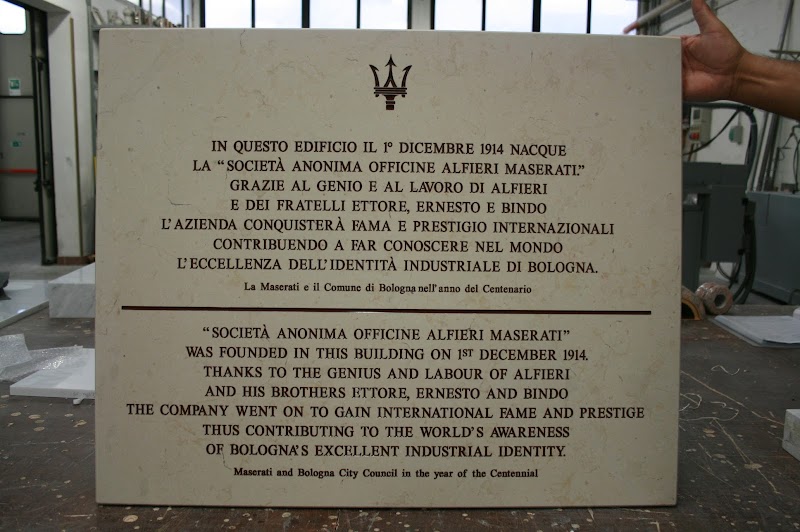 IN QUESTO EDIFICIO IL 1° DICEMBRE 1914 NACQUE
LA “SOCIETÀ ANONIMA OFFICINE ALFIERI MASERATI.”
GRAZIE AL GENIO E AL LAVORO DI ALFIERI
E DEI FRATELLI ETTORE, ERNESTO E BINDO
L'AZIENDA CONQUISTERÀ FAMA E PRESTIGIO INTERNAZIONALI
CONTRIBUENDO A FAR CONOSCERE NEL MONDO
L'ECCELLENZA DELL'IDENTITÀ INDUSTRIALE DI BOLOGNA.
La Maserati e il Comune di Bologna nell'anno del Centenario
“SOCIETÀ ANONIMA OFFICINE ALFIERI MASERATI”
WAS FOUNDED IN THIS BUILDING ON 1ST DECEMBER 1914.
THANKS TO THE GENIUS AND LABOUR OF ALFIERI
AND HIS BROTHERS ETTORE, ERNESTO AND BINDO
THE COMPANY WENT ON TO GAIN INTERNATIONAL FAME AND PRESTIGE
THUS CONTRIBUTING TO THE WORLD'S AWARENESS
OF BOLOGNA'S EXCELLENT INDUSTRIAL IDENTITY.
Maserati and Bologna City Council in the year of the Centennial